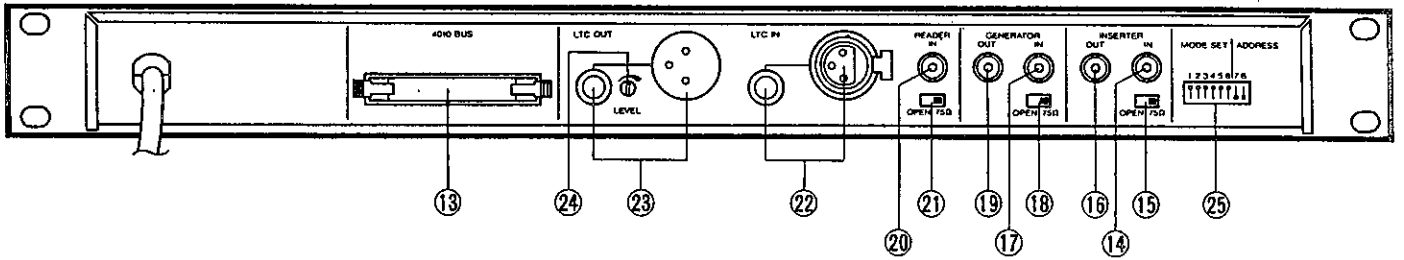 4010 BUS
LTC OUT
LEVEL
LTC IN
READER
IN
OPEN 75Ω
GENERATOR
OUT IN
OPEN 75Ω
INSERTER
OUT IN
OPEN 75Ω
MODE SET ADDRESS
1 2 3 4 5 6 7 8
13 24 23 22 20 21 19 17 18 16 14 15 25